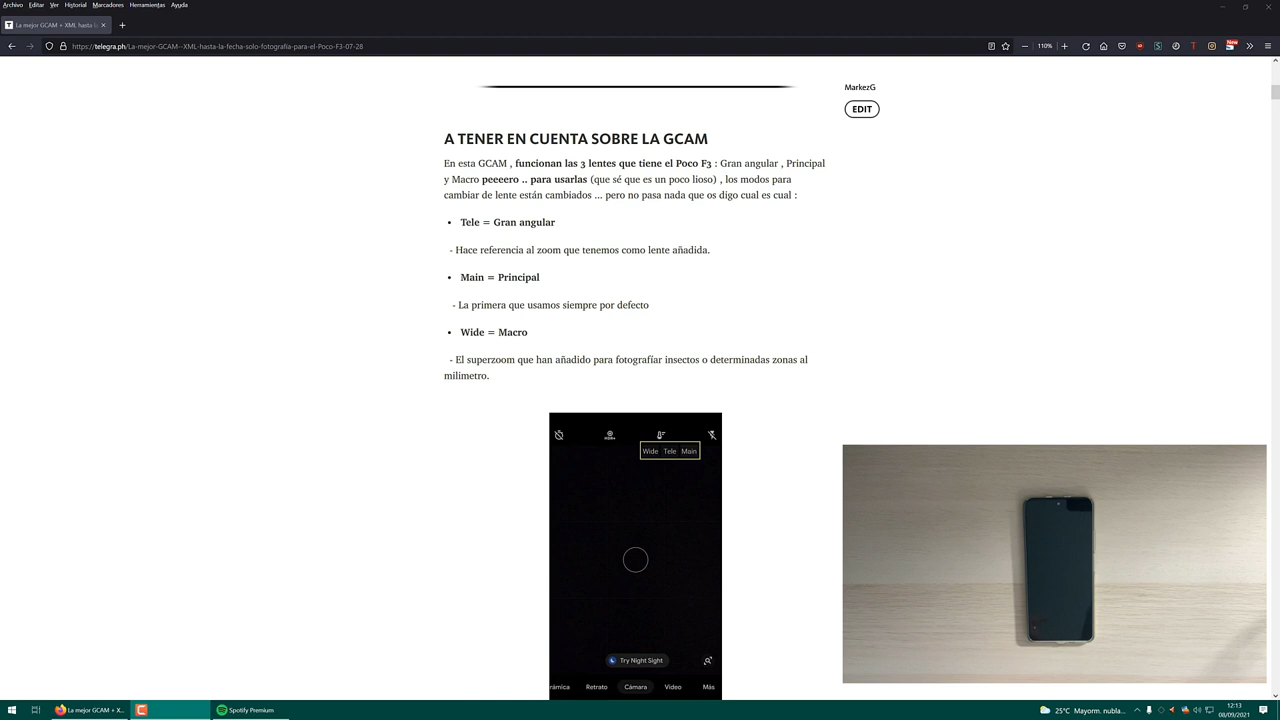 Archivo Editar Ver Historial Marcadores Herramientas Ayuda
La mejor GCAM + XML hasta l
https://telegra.ph/La-mejor-GCAM--XML-hasta-la-fecha-solo-fotografía-para-el-Poco-F3-07-28
110%
New
MarkezG
EDIT
A TENER EN CUENTA SOBRE LA GCAM
En esta GCAM , funcionan las 3 lentes que tiene el Poco F3 : Gran angular , Principal
y Macro peeeero .. para usarlas (que sé que es un poco lioso) , los modos para
cambiar de lente están cambiados ... pero no pasa nada que os digo cual es cual :
• Tele = Gran angular
- Hace referencia al zoom que tenemos como lente añadida.
• Main = Principal
- La primera que usamos siempre por defecto
• Wide = Macro
- El superzoom que han añadido para fotografíar insectos o determinadas zonas al
milímetro.
Wide Tele Main
Try Night Sight
rámica Retrato Cámara Vídeo Más
La mejor GCAM + X...
Spotify Premium
25°C Mayorm. nubla...
12:13
08/09/2021